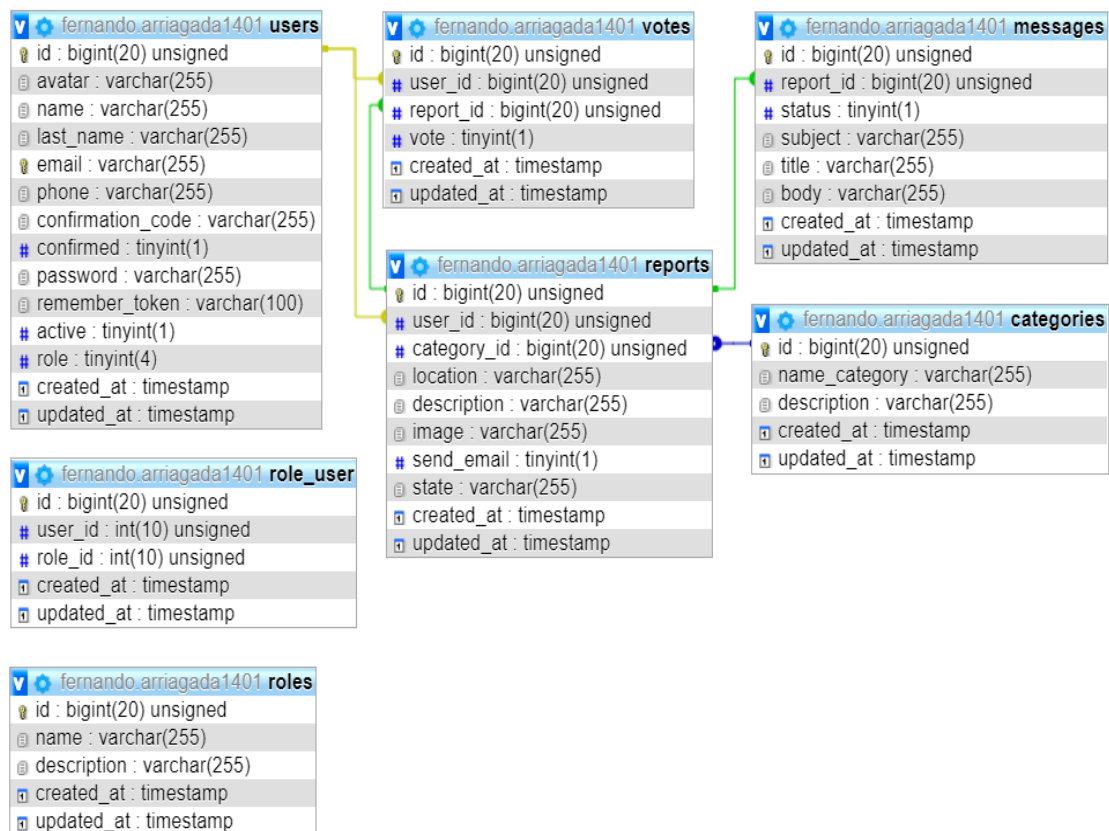 fernando.arriagada1401 users
id : bigint(20) unsigned
avatar : varchar(255)
name : varchar(255)
last_name : varchar(255)
email : varchar(255)
phone : varchar(255)
confirmation_code : varchar(255)
confirmed : tinyint(1)
password : varchar(255)
remember_token : varchar(100)
active : tinyint(1)
role : tinyint(4)
created_at : timestamp
updated_at : timestamp
fernando.arriagada1401 votes
id : bigint(20) unsigned
user_id : bigint(20) unsigned
report_id : bigint(20) unsigned
vote : tinyint(1)
created_at : timestamp
updated_at : timestamp
fernando.arriagada1401 messages
id : bigint(20) unsigned
report_id : bigint(20) unsigned
status : tinyint(1)
subject : varchar(255)
title : varchar(255)
body : varchar(255)
created_at : timestamp
updated_at : timestamp
fernando.arriagada1401 reports
id : bigint(20) unsigned
user_id : bigint(20) unsigned
category_id : bigint(20) unsigned
location : varchar(255)
description : varchar(255)
image : varchar(255)
send_email : tinyint(1)
state : varchar(255)
created_at : timestamp
updated_at : timestamp
fernando.arriagada1401 categories
id : bigint(20) unsigned
name_category : varchar(255)
description : varchar(255)
created_at : timestamp
updated_at : timestamp
fernando.arriagada1401 role_user
id : bigint(20) unsigned
user_id : int(10) unsigned
role_id : int(10) unsigned
created_at : timestamp
updated_at : timestamp
fernando.arriagada1401 roles
id : bigint(20) unsigned
name : varchar(255)
description : varchar(255)
created_at : timestamp
updated_at : timestamp